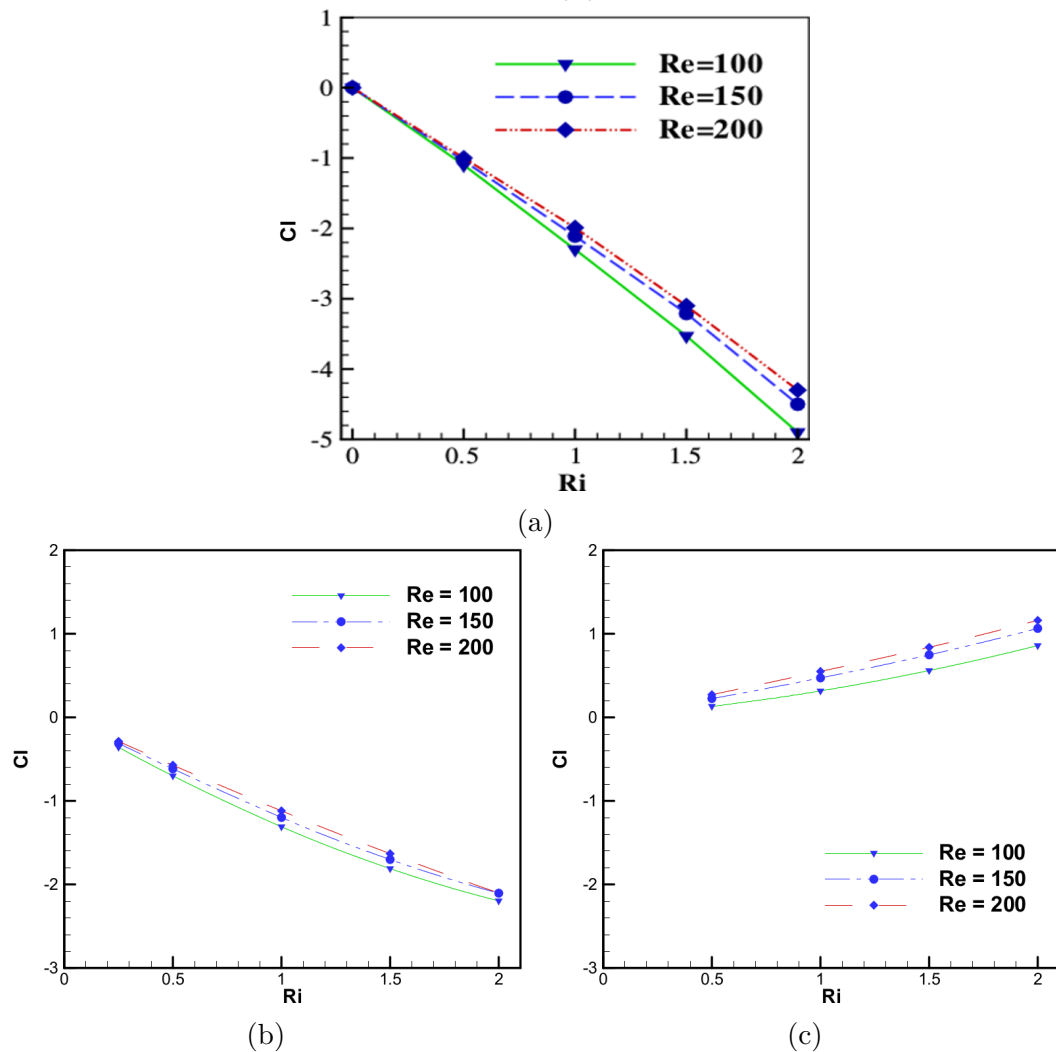 1
Re=100
0
Re=150
Re=200
-1
Cl
-2
-3
-4
-5
0 0.5 1 1.5 2
Ri
(a)
2
Re = 100
Re = 150
1
Re = 200
0
Cl
-1
-2
-3
0 0.5 1 1.5 2
Ri
(b)
2
1
0
Cl
-1
Re = 100
-2
Re = 150
Re = 200
-3
0 0.5 1 1.5 2
Ri
(c)